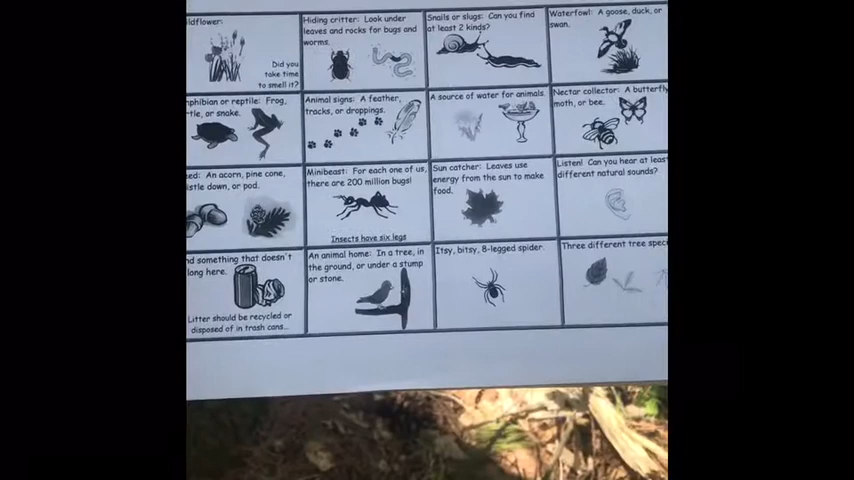 ildflower:
Did you
take time
to smell it?
Hiding critter: Look under
leaves and rocks for bugs and
worms.
Snails or slugs: Can you find
at least 2 kinds?
Waterfowl: A goose, duck, or
swan.
nphibian or reptile: Frog,
tle, or snake.
Animal signs: A feather,
tracks, or droppings.
A source of water for animals.
Nectar collector: A butterfly
moth, or bee.
eed: An acorn, pine cone,
istle down, or pod.
Minibeast: For each one of us,
there are 200 million bugs!
Insects have six legs
Sun catcher: Leaves use
energy from the sun to make
food.
Listen! Can you hear at least
different natural sounds?
nd something that doesn't
long here.
Litter should be recycled or
disposed of in trash cans...
An animal home: In a tree, in
the ground, or under a stump
or stone.
Itsy, bitsy, 8-legged spider.
Three different tree spec